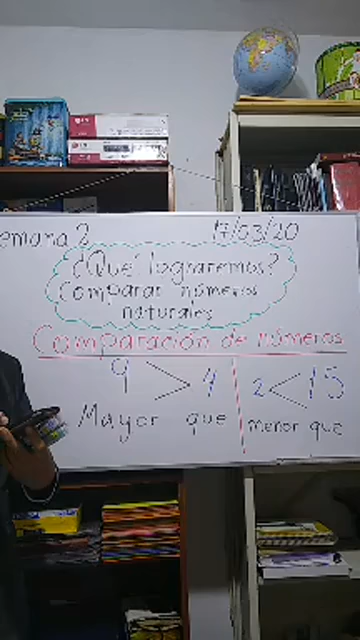 emana 2 17/03/20
¿Qué lograremos?
Comparar números
naturales
Comparación de números
9 > 4 2 < 15
Mayor que menor que